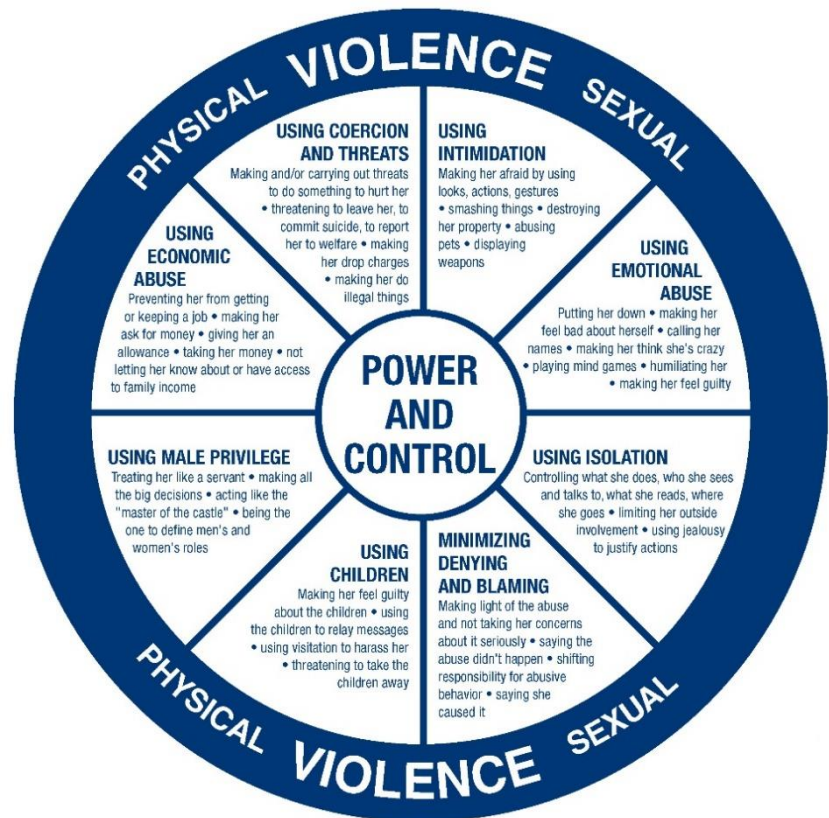 PHYSICAL VIOLENCE SEXUAL
USING COERCION
AND THREATS
Making and/or carrying out threats
to do something to hurt her
• threatening to leave her, to
commit suicide, to report
her to welfare • making
her drop charges
• making her do
illegal things
USING
INTIMIDATION
Making her afraid by using
looks, actions, gestures
• smashing things • destroying
her property • abusing
pets • displaying
weapons
USING
EMOTIONAL
ABUSE
Putting her down • making her
feel bad about herself • calling her
names • making her think she's crazy
• playing mind games • humiliating her
• making her feel guilty
USING ISOLATION
Controlling what she does, who she sees
and talks to, what she reads, where
she goes • limiting her outside
involvement • using jealousy
to justify actions
MINIMIZING
DENYING
AND BLAMING
Making light of the abuse
and not taking her concerns
about it seriously • saying the
abuse didn't happen • shifting
responsibility for abusive
behavior • saying she
caused it
USING
CHILDREN
Making her feel guilty
about the children • using
the children to relay messages
• using visitation to harass her
• threatening to take the
children away
USING MALE PRIVILEGE
Treating her like a servant • making all
the big decisions • acting like the
"master of the castle" • being the
one to define men's and
women's roles
USING
ECONOMIC
ABUSE
Preventing her from getting
or keeping a job • making her
ask for money • giving her an
allowance • taking her money • not
letting her know about or have access
to family income
POWER
AND
CONTROL
PHYSICAL VIOLENCE SEXUAL